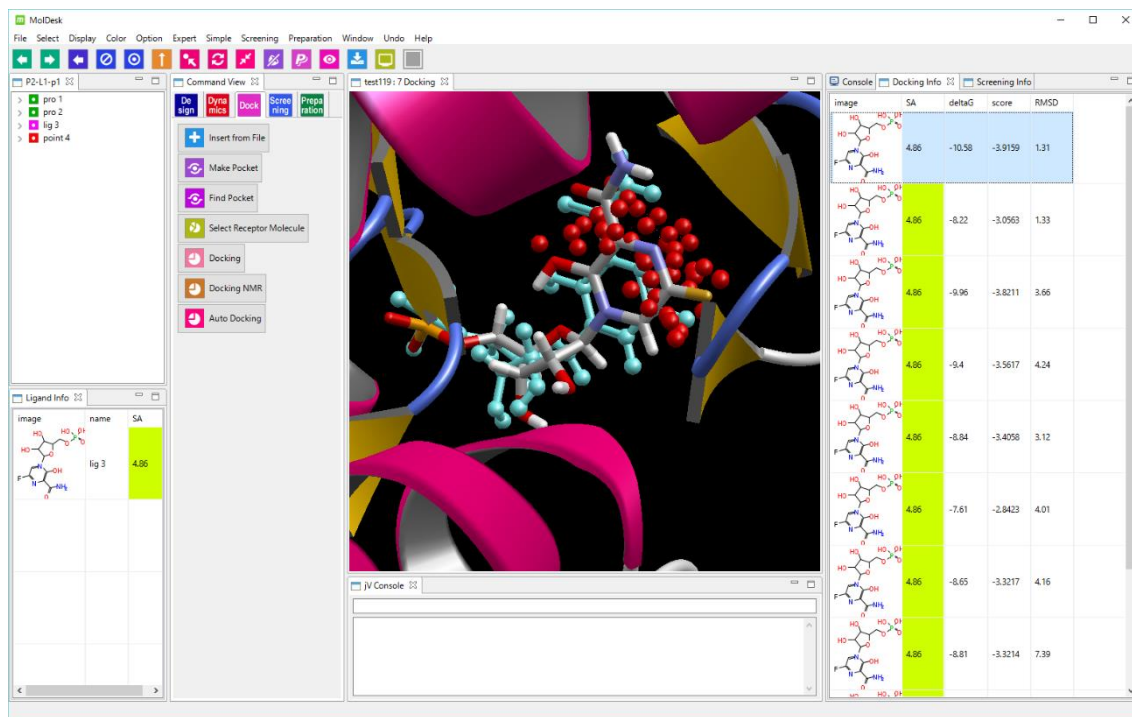 MolDesk
File Select Display Color Option Expert Simple Screening Preparation Window Undo Help
P2-L1-p1
pro 1
pro 2
lig 3
point 4
Command View
De sign
Dyna mics
Dock
Scree ning
Prepa ration
Insert from File
Make Pocket
Find Pocket
Select Receptor Molecule
Docking
Docking NMR
Auto Docking
Ligand Info
image name SA
lig 3 4.86
test119 : 7 Docking
jV Console
Console Docking Info Screening Info
image SA deltaG score RMSD
4.86 -10.58 -3.9159 1.31
4.86 -8.22 -3.0563 1.33
4.86 -9.96 -3.8211 3.66
4.86 -9.4 -3.5617 4.24
4.86 -8.84 -3.4058 3.12
4.86 -7.61 -2.8423 4.01
4.86 -8.65 -3.3217 4.16
4.86 -8.81 -3.3214 7.39